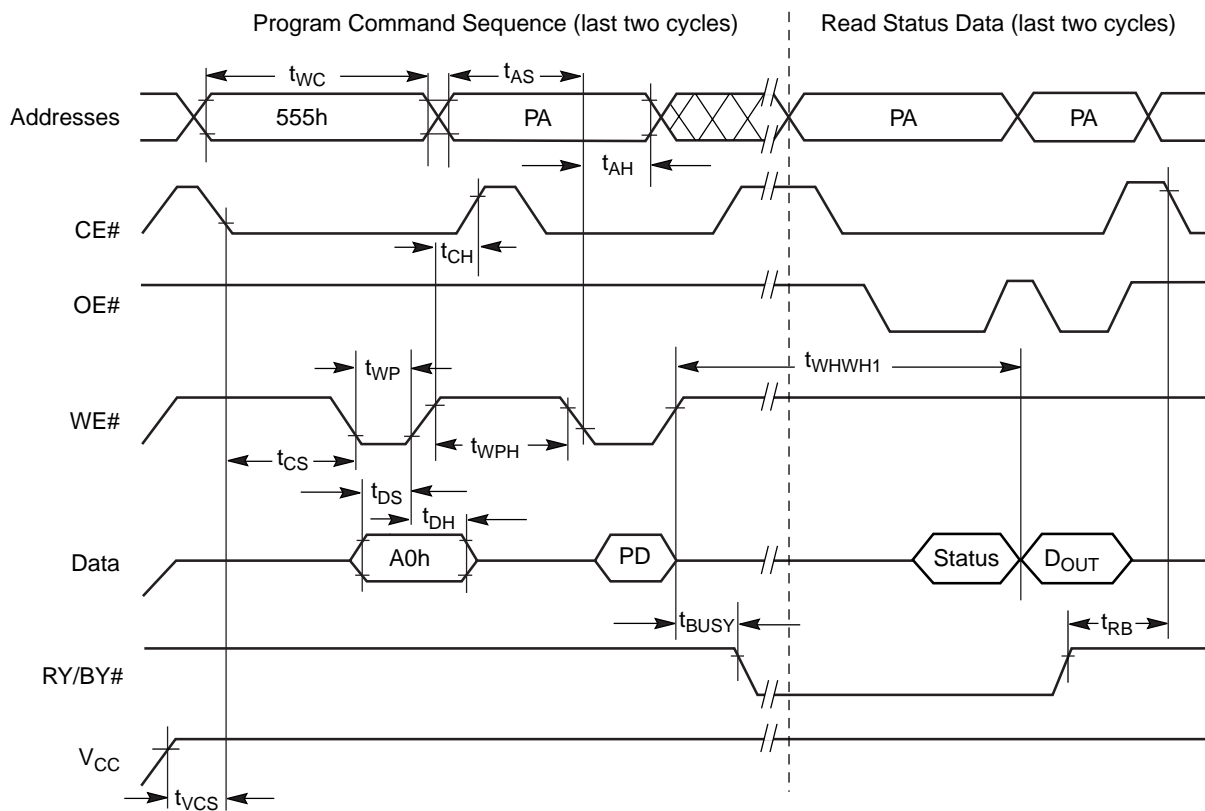 Program Command Sequence (last two cycles)
Read Status Data (last two cycles)
tWC
tAS
Addresses
555h
PA
PA
PA
tAH
CE#
tCH
OE#
tWP
tWHWH1
WE#
tCS
tWPH
tDS
tDH
Data
A0h
PD
Status
DOUT
tBUSY
tRB
RY/BY#
VCC
tVCS